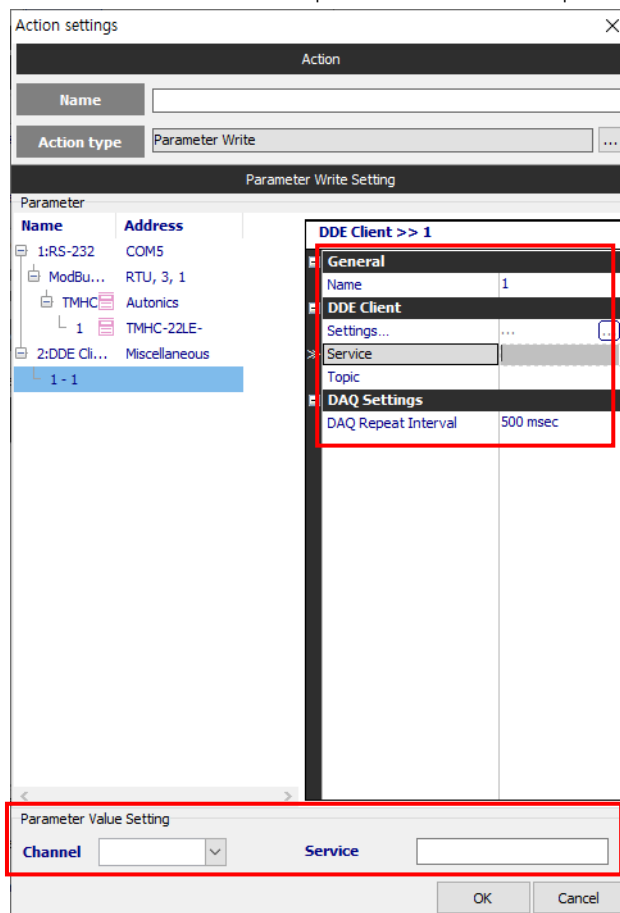 Action settings
Action
Name
Action type Parameter Write ...
Parameter Write Setting
Parameter
Name Address
1:RS-232 COM5
ModBu... RTU, 3, 1
TMHC Autonics
1 TMHC-22LE-
2:DDE Cli... Miscellaneous
1 - 1
DDE Client >> 1
General
Name 1
DDE Client
Settings... ... ...
Service
Topic
DAQ Settings
DAQ Repeat Interval 500 msec
Parameter Value Setting
Channel Service
OK Cancel